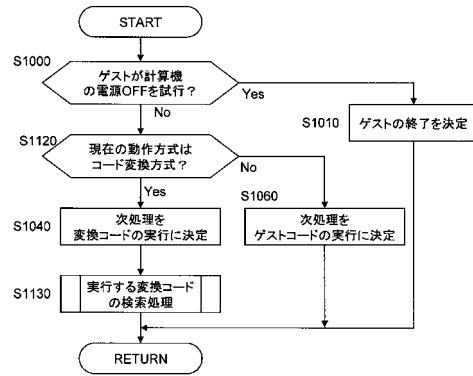 START
S1000
ゲストが計算機
の電源OFFを試行？
Yes
No
S1010
ゲストの終了を決定
S1120
現在の動作方式は
コード変換方式？
No
Yes
S1040
次処理を
変換コードの実行に決定
S1060
次処理を
ゲストコードの実行に決定
S1130
実行する変換コード
の検索処理
RETURN